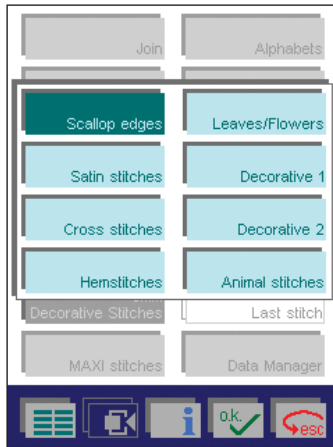 Join Alphabets
Scallop edges Leaves/Flowers
Satin stitches Decorative 1
Cross stitches Decorative 2
Hemstitches Animal stitches
Decorative Stitches Last stitch
MAXI stitches Data Manager
i o.k. esc